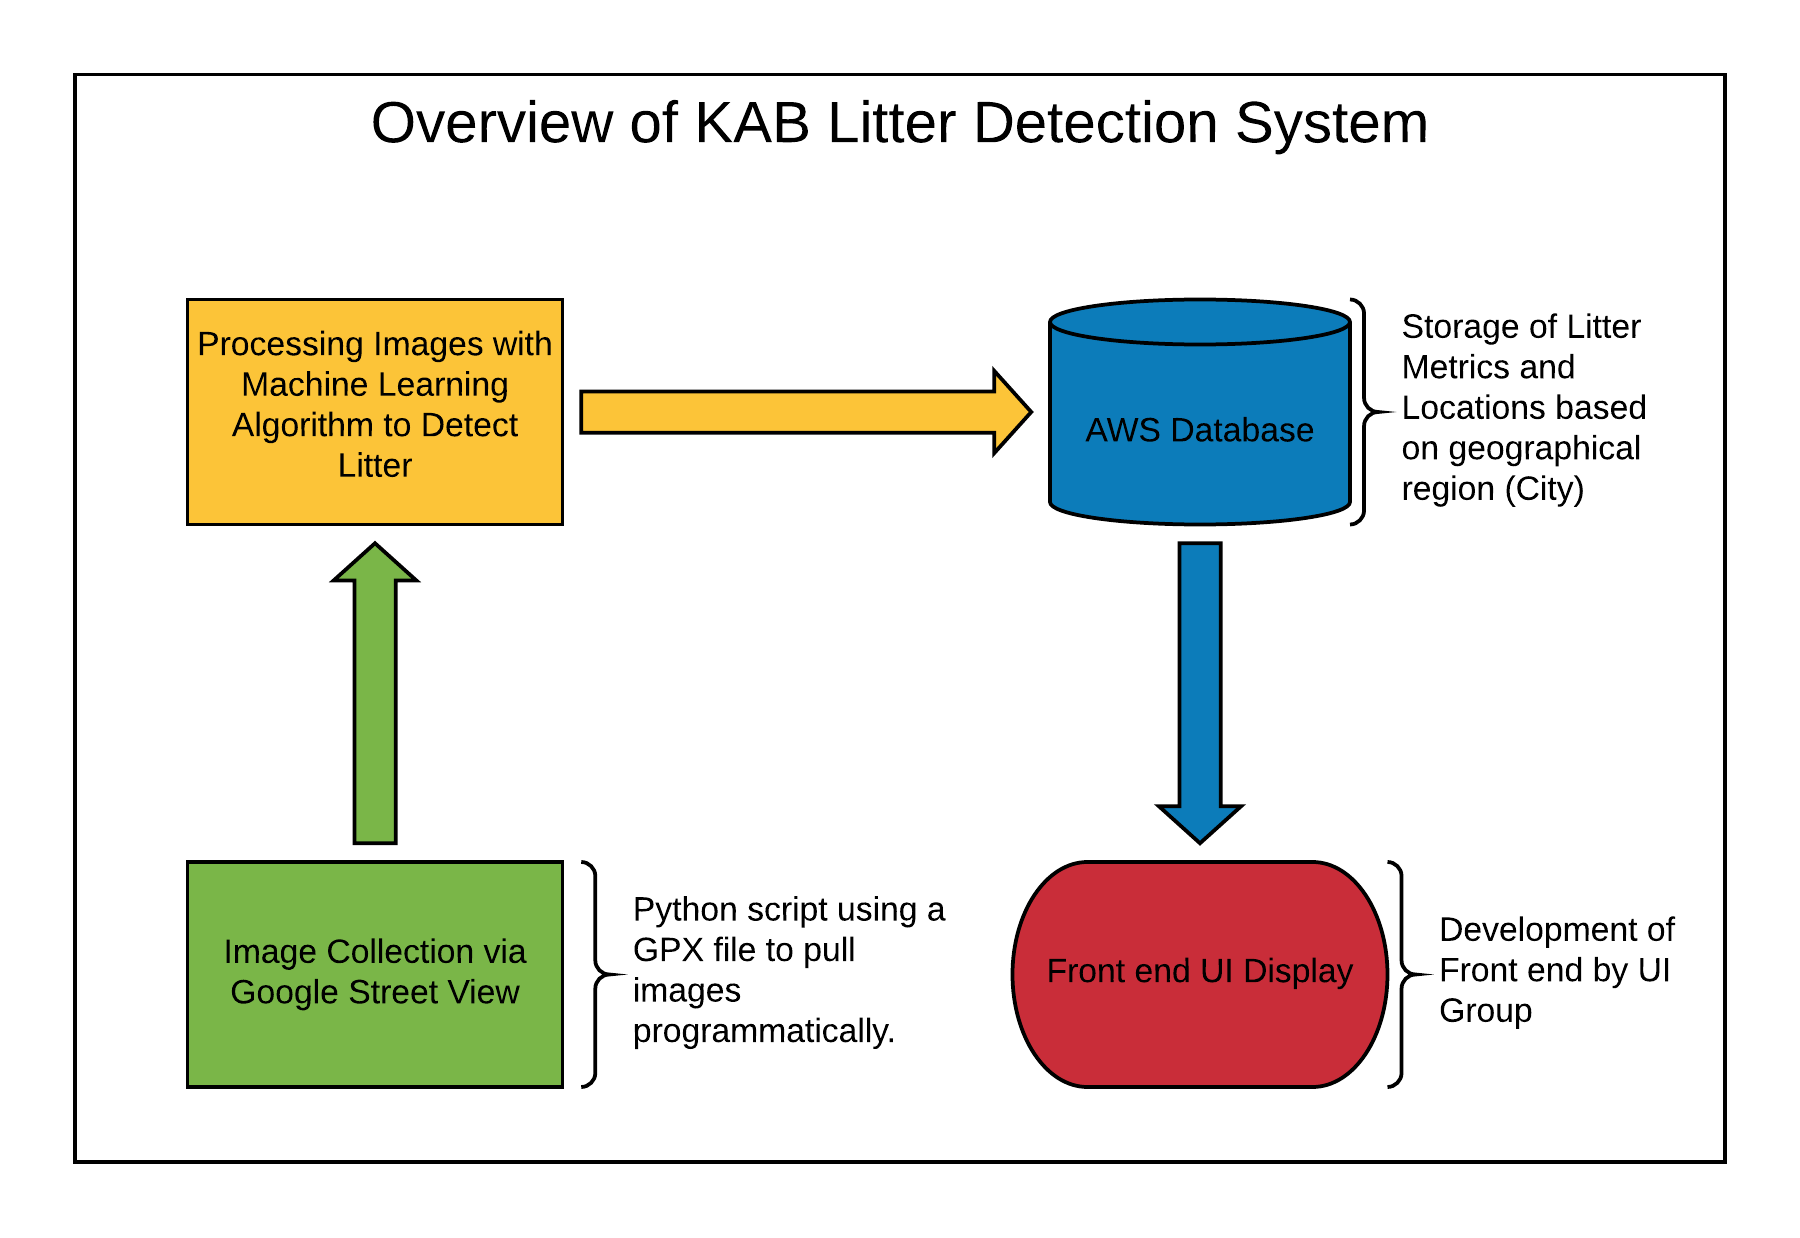 Overview of KAB Litter Detection System
Processing Images with
Machine Learning
Algorithm to Detect
Litter
AWS Database
Storage of Litter
Metrics and
Locations based
on geographical
region (City)
Image Collection via
Google Street View
Python script using a
GPX file to pull
images
programmatically.
Front end UI Display
Development of
Front end by UI
Group